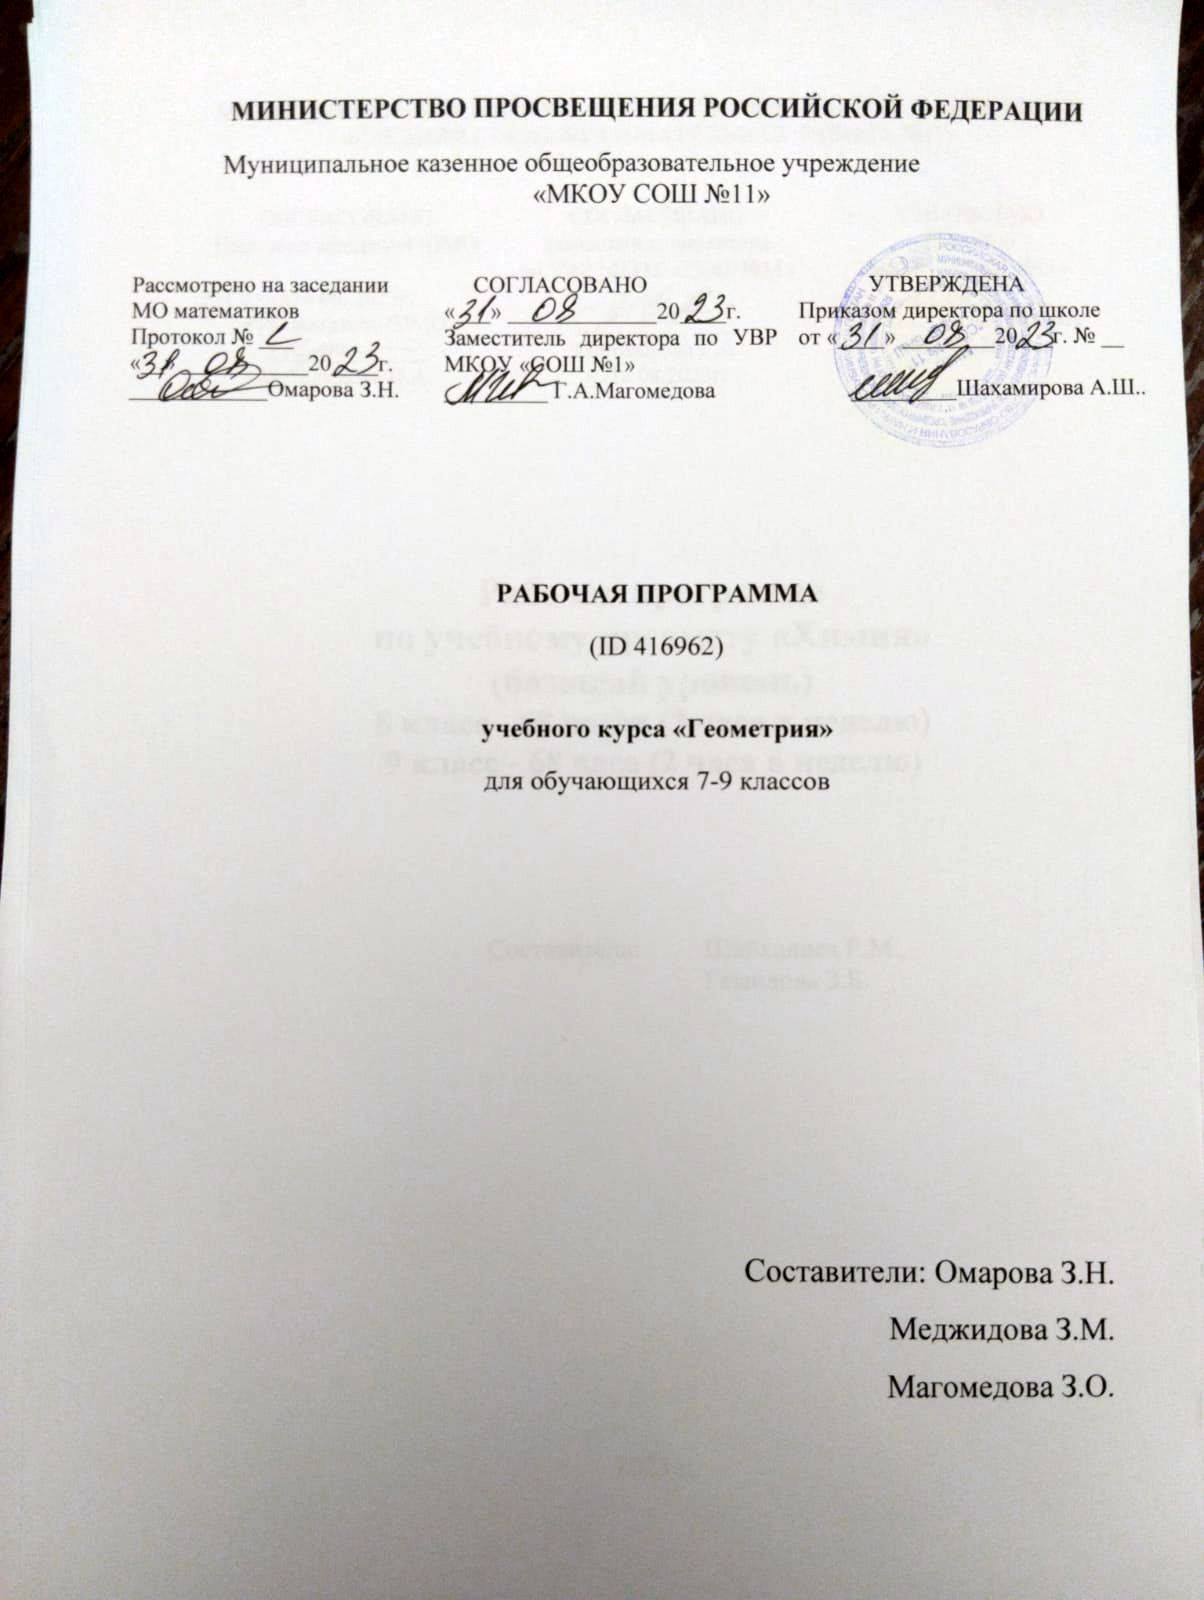 МИНИСТЕРСТВО ПРОСВЕЩЕНИЯ РОССИЙСКОЙ ФЕДЕРАЦИИ
Муниципальное казенное общеобразовательное учреждение
«МКОУ СОШ №11»
Рассмотрено на заседании
МО математиков
Протокол № ___
«31» 08 2023г.
Омарова З.Н.
СОГЛАСОВАНО
«31» 08 2023г.
Заместитель директора по УВР
МКОУ «СОШ №1»
Г.А.Магомедова
УТВЕРЖДЕНА
Приказом директора по школе
от «31» 08 2023г. № __
Шахамирова А.Ш..
РАБОЧАЯ ПРОГРАММА
(ID 416962)
учебного курса «Геометрия»
для обучающихся 7-9 классов
Составители: Омарова З.Н.
Меджидова З.М.
Магомедова З.О.